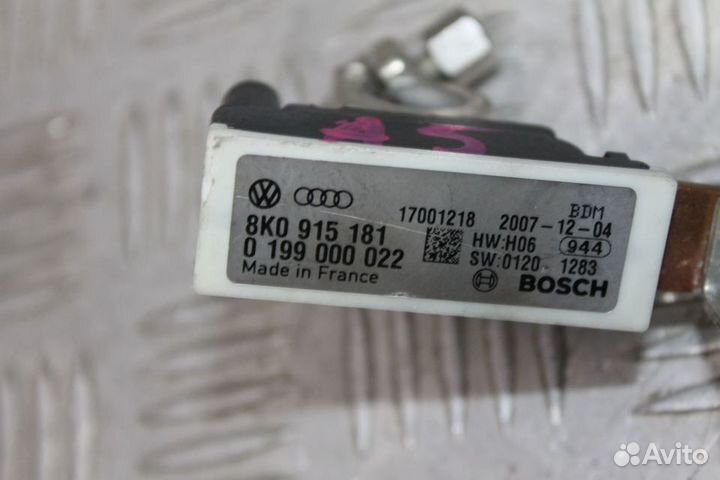 A5
17001218 2007-12-04 BDM
8K0 915 181
HW:H06 944
0 199 000 022
SW:0120 1283
Made in France
BOSCH
Avito